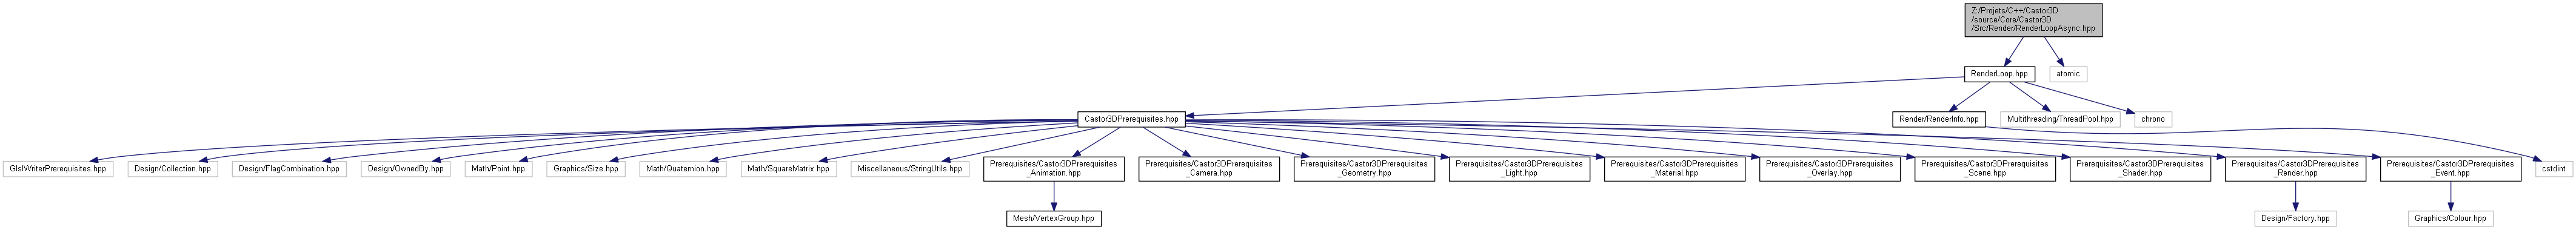 Z:/Projets/C++/Castor3D
/source/Core/Castor3D
/Src/Render/RenderLoopAsync.hpp
RenderLoop.hpp
atomic
Castor3DPrerequisites.hpp
Render/RenderInfo.hpp
Multithreading/ThreadPool.hpp
chrono
GlslWriterPrerequisites.hpp
Design/Collection.hpp
Design/FlagCombination.hpp
Design/OwnedBy.hpp
Math/Point.hpp
Graphics/Size.hpp
Math/Quaternion.hpp
Math/SquareMatrix.hpp
Miscellaneous/StringUtils.hpp
Prerequisites/Castor3DPrerequisites
_Animation.hpp
Prerequisites/Castor3DPrerequisites
_Camera.hpp
Prerequisites/Castor3DPrerequisites
_Geometry.hpp
Prerequisites/Castor3DPrerequisites
_Light.hpp
Prerequisites/Castor3DPrerequisites
_Material.hpp
Prerequisites/Castor3DPrerequisites
_Overlay.hpp
Prerequisites/Castor3DPrerequisites
_Scene.hpp
Prerequisites/Castor3DPrerequisites
_Shader.hpp
Prerequisites/Castor3DPrerequisites
_Render.hpp
Prerequisites/Castor3DPrerequisites
_Event.hpp
cstdint
Mesh/VertexGroup.hpp
Design/Factory.hpp
Graphics/Colour.hpp